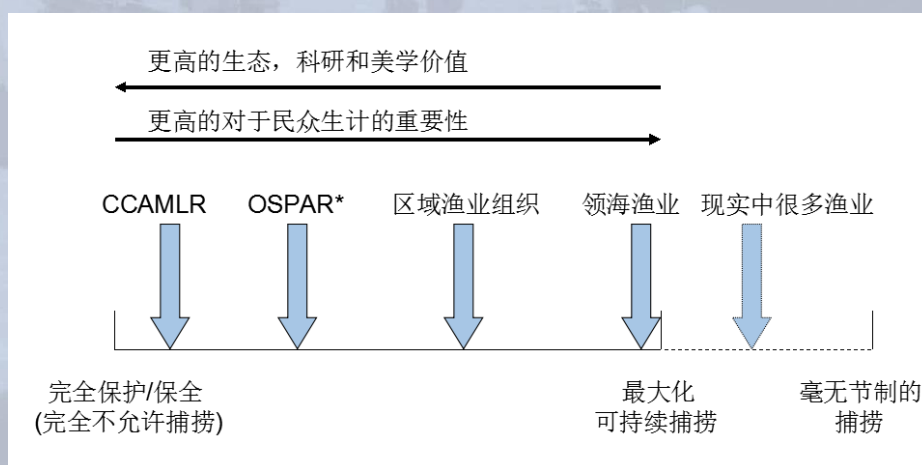 更高的生态，科研和美学价值
更高的对于民众生计的重要性
CCAMLR OSPAR* 区域渔业组织 领海渔业 现实中很多渔业
完全保护/保全 最大化 毫无节制的
(完全不允许捕捞) 可持续捕捞 捕捞